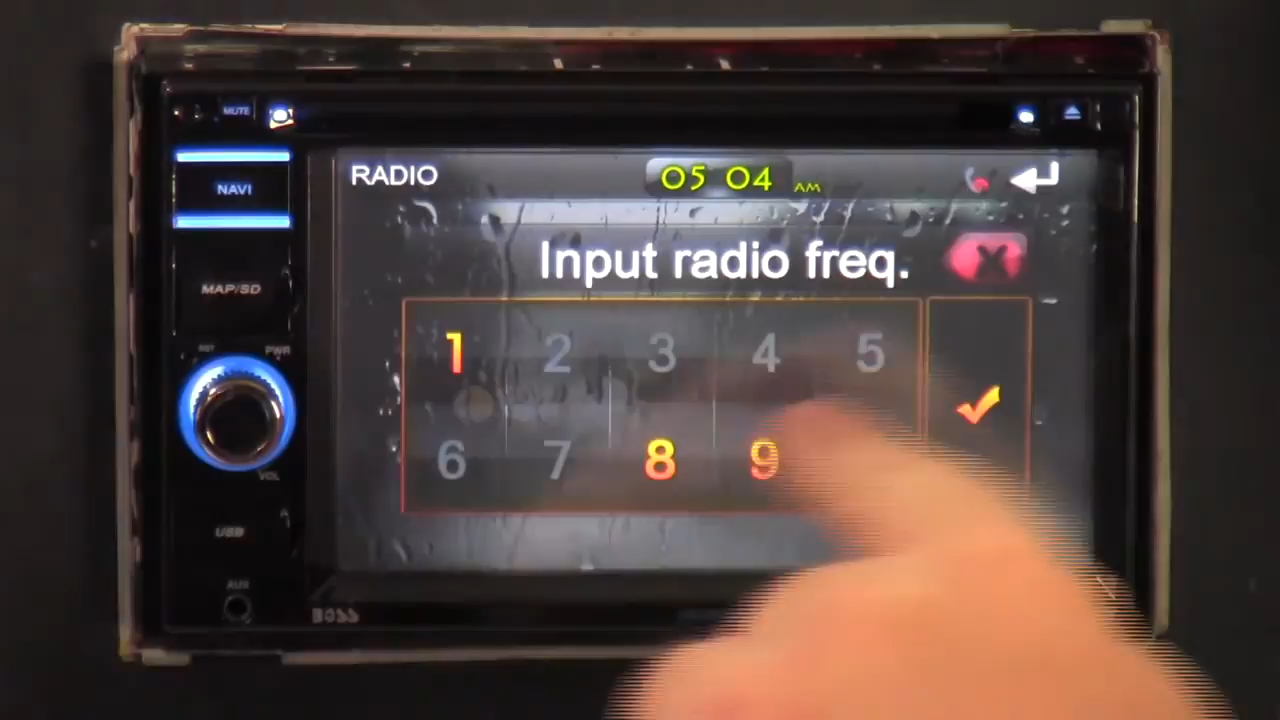 MUTE
NAVI
MAP/SD
RST PWR
VOL
USB
AUX
BOSS
RADIO 05 04 AM
Input radio freq. X
1 2 3 4 5
6 7 8 9